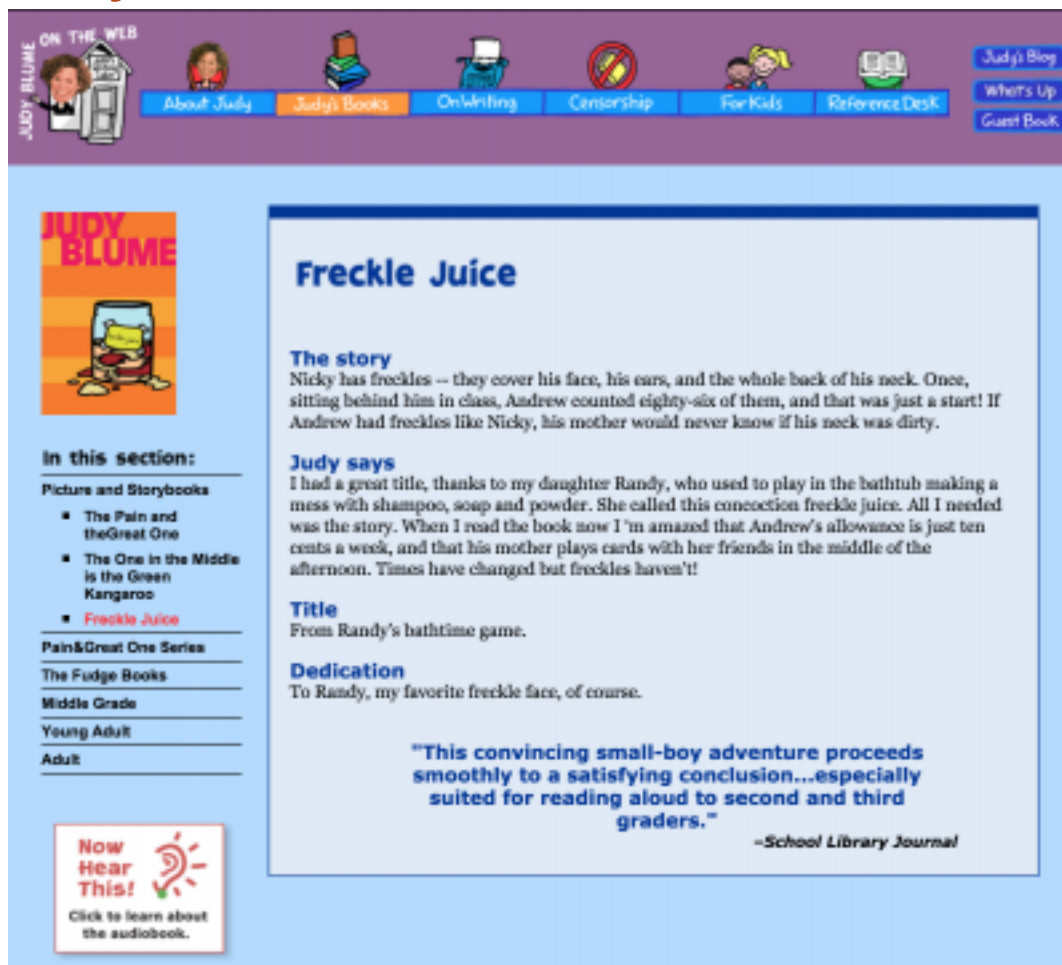 JUDY BLUME
ON THE WEB
About Judy
Judy's Books
On Writing
Censorship
For Kids
Reference Desk
Judy's Blog
What's Up
Guest Book
JUDY
BLUME
In this section:
Picture and Storybooks
The Pain and
theGreat One
The One in the Middle
is the Green
Kangaroo
Freckle Juice
Pain&Great One Series
The Fudge Books
Middle Grade
Young Adult
Adult
Now
Hear
This!
Click to learn about
the audiobook.
Freckle Juice
The story
Nicky has freckles -- they cover his face, his ears, and the whole back of his neck. Once,
sitting behind him in class, Andrew counted eighty-six of them, and that was just a start! If
Andrew had freckles like Nicky, his mother would never know if his neck was dirty.
Judy says
I had a great title, thanks to my daughter Randy, who used to play in the bathtub making a
mess with shampoo, soap and powder. She called this concoction freckle juice. All I needed
was the story. When I read the book now I 'm amazed that Andrew's allowance is just ten
cents a week, and that his mother plays cards with her friends in the middle of the
afternoon. Times have changed but freckles haven't!
Title
From Randy's bathtime game.
Dedication
To Randy, my favorite freckle face, of course.
"This convincing small-boy adventure proceeds
smoothly to a satisfying conclusion...especially
suited for reading aloud to second and third
graders."
–School Library Journal